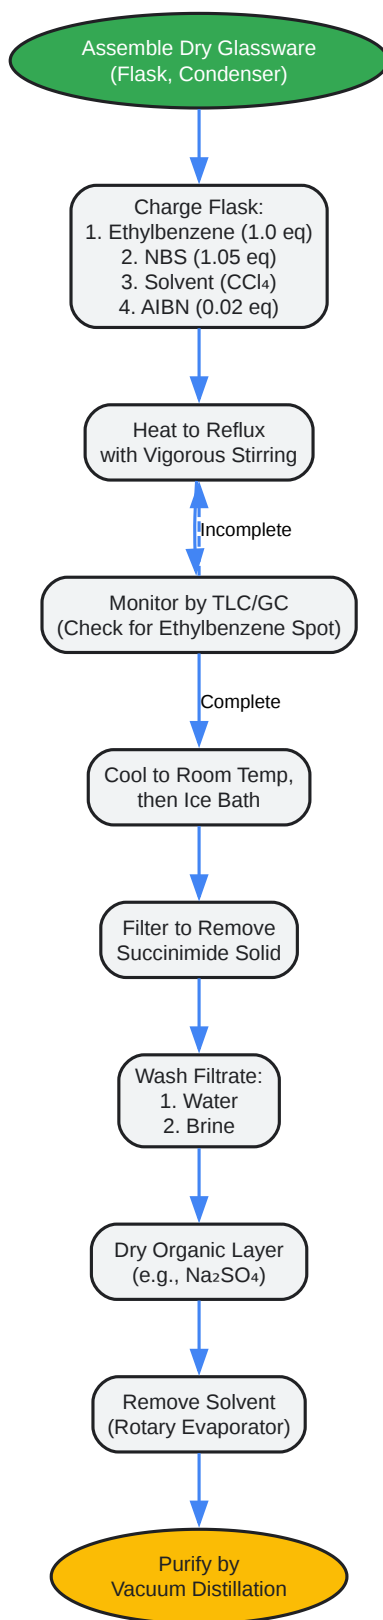 Assemble Dry Glassware
(Flask, Condenser)
Charge Flask:
1. Ethylbenzene (1.0 eq)
2. NBS (1.05 eq)
3. Solvent (CCl₄)
4. AIBN (0.02 eq)
Heat to Reflux
with Vigorous Stirring
Incomplete
Monitor by TLC/GC
(Check for Ethylbenzene Spot)
Complete
Cool to Room Temp,
then Ice Bath
Filter to Remove
Succinimide Solid
Wash Filtrate:
1. Water
2. Brine
Dry Organic Layer
(e.g., Na₂SO₄)
Remove Solvent
(Rotary Evaporator)
Purify by
Vacuum Distillation